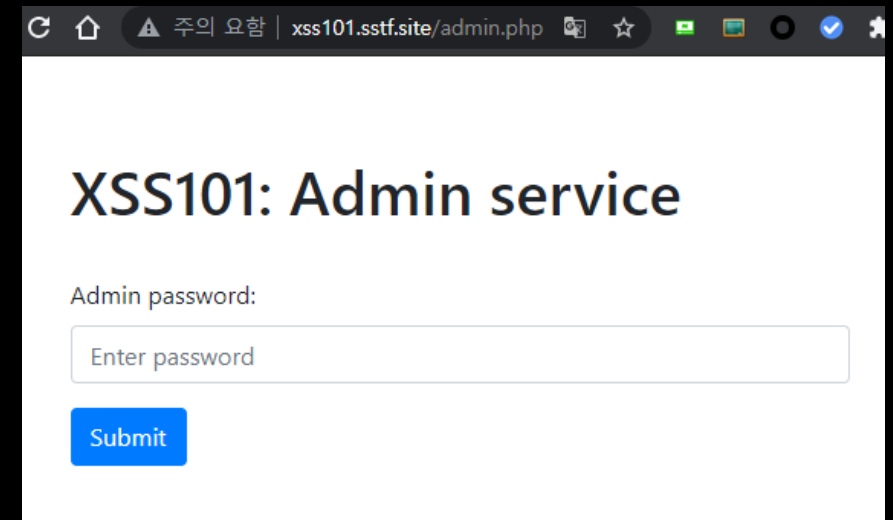 주의 요함 | xss101.sstf.site/admin.php
XSS101: Admin service
Admin password:
Enter password
Submit